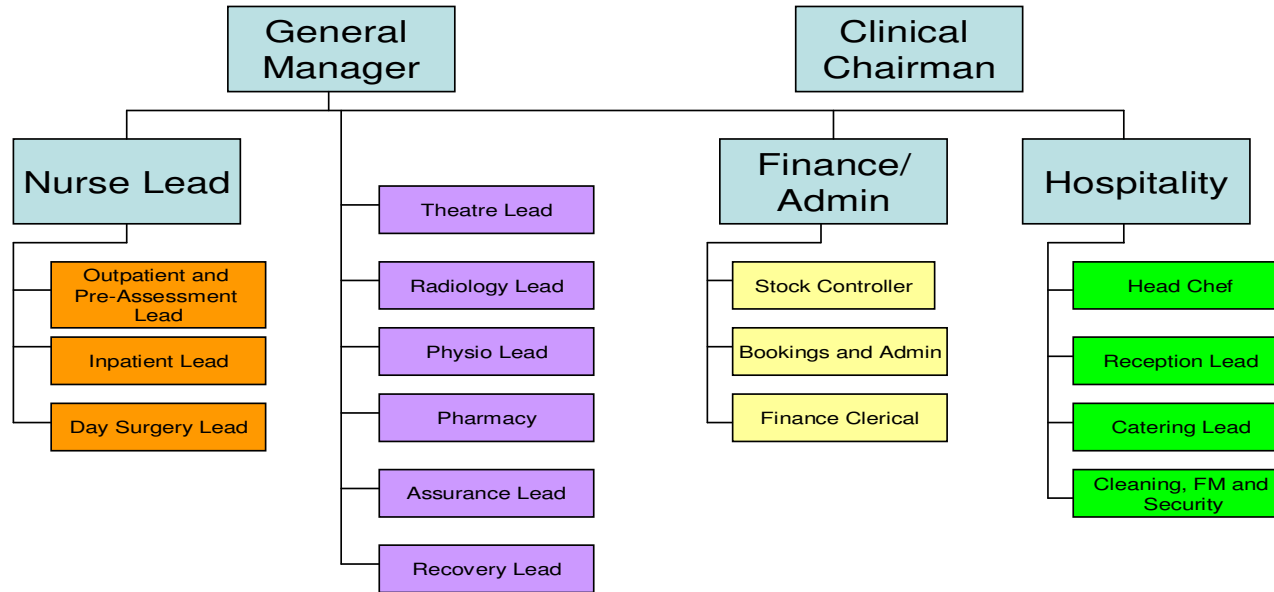 General
Manager
Clinical
Chairman
Nurse Lead
Finance/
Admin
Hospitality
Outpatient and
Pre-Assessment
Lead
Inpatient Lead
Day Surgery Lead
Theatre Lead
Radiology Lead
Physio Lead
Pharmacy
Assurance Lead
Recovery Lead
Stock Controller
Bookings and Admin
Finance Clerical
Head Chef
Reception Lead
Catering Lead
Cleaning, FM and
Security